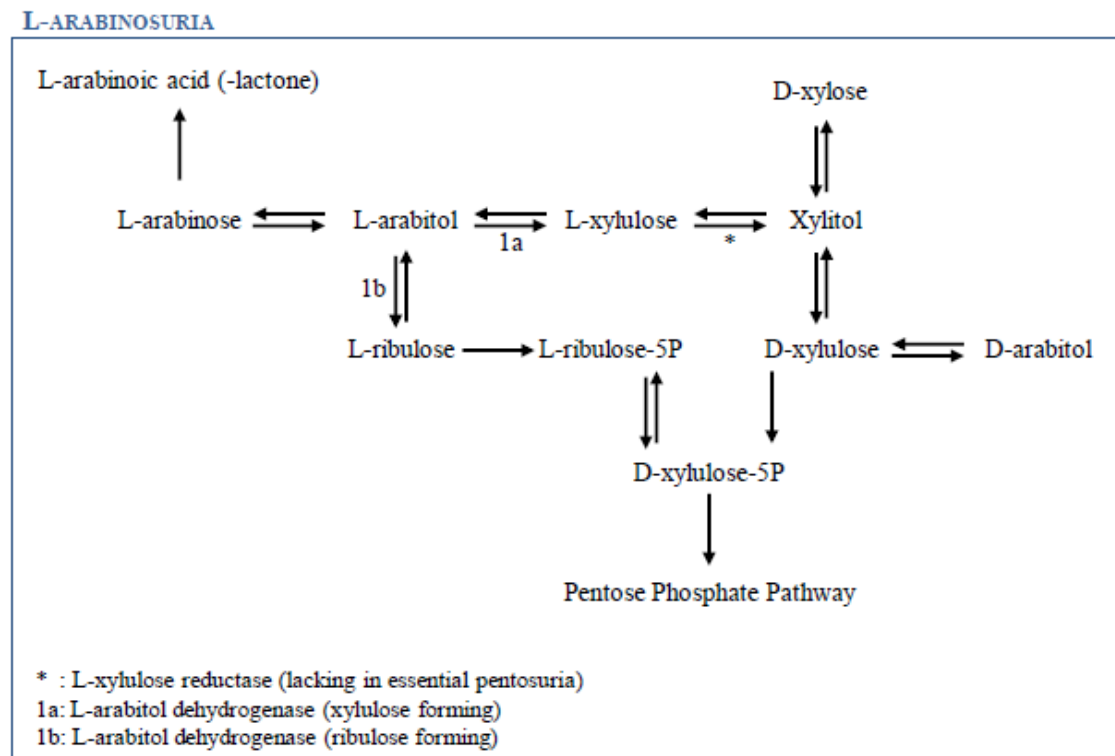 L-ARABINOSURIA
L-arabinoic acid (-lactone)
D-xylose
L-arabinose
L-arabitol
L-xylulose
Xylitol
1a
*
1b
L-ribulose
L-ribulose-5P
D-xylulose
D-arabitol
D-xylulose-5P
Pentose Phosphate Pathway
* : L-xylulose reductase (lacking in essential pentosuria)
1a: L-arabitol dehydrogenase (xylulose forming)
1b: L-arabitol dehydrogenase (ribulose forming)